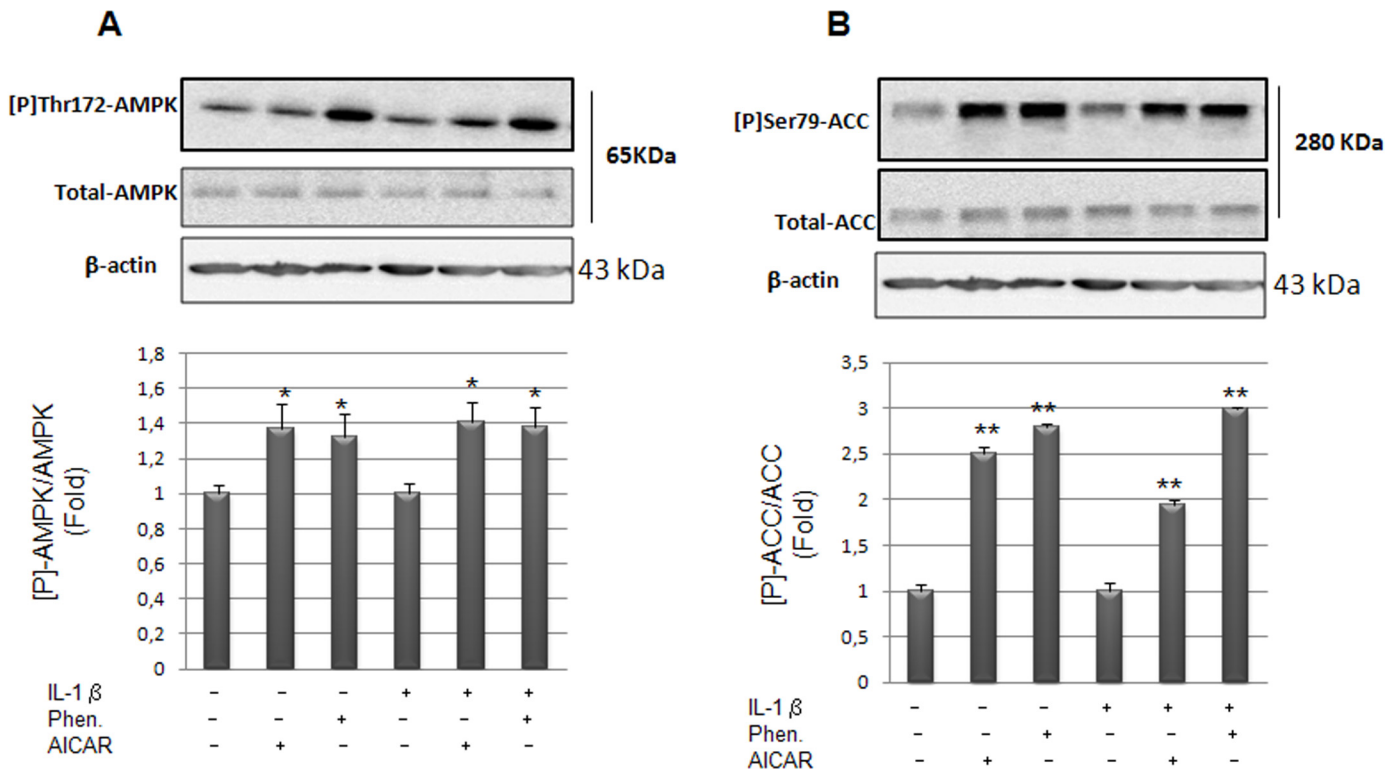 A
[P]Thr172-AMPK
Total-AMPK
65KDa
β-actin
43 kDa
1,8
1,6
1,4
1,2
1
0,8
0,6
0,4
0,2
0
[P]-AMPK/AMPK
(Fold)
* * * *
IL-1 β - - - + + +
Phen. - - + - - +
AICAR - + - - + -
B
[P]Ser79-ACC
280 KDa
Total-ACC
β-actin
43 kDa
3,5
3
2,5
2
1,5
1
0,5
0
[P]-ACC/ACC
(Fold)
** ** ** **
IL-1 β - - - + + +
Phen. - - + - - +
AICAR - + - - + -